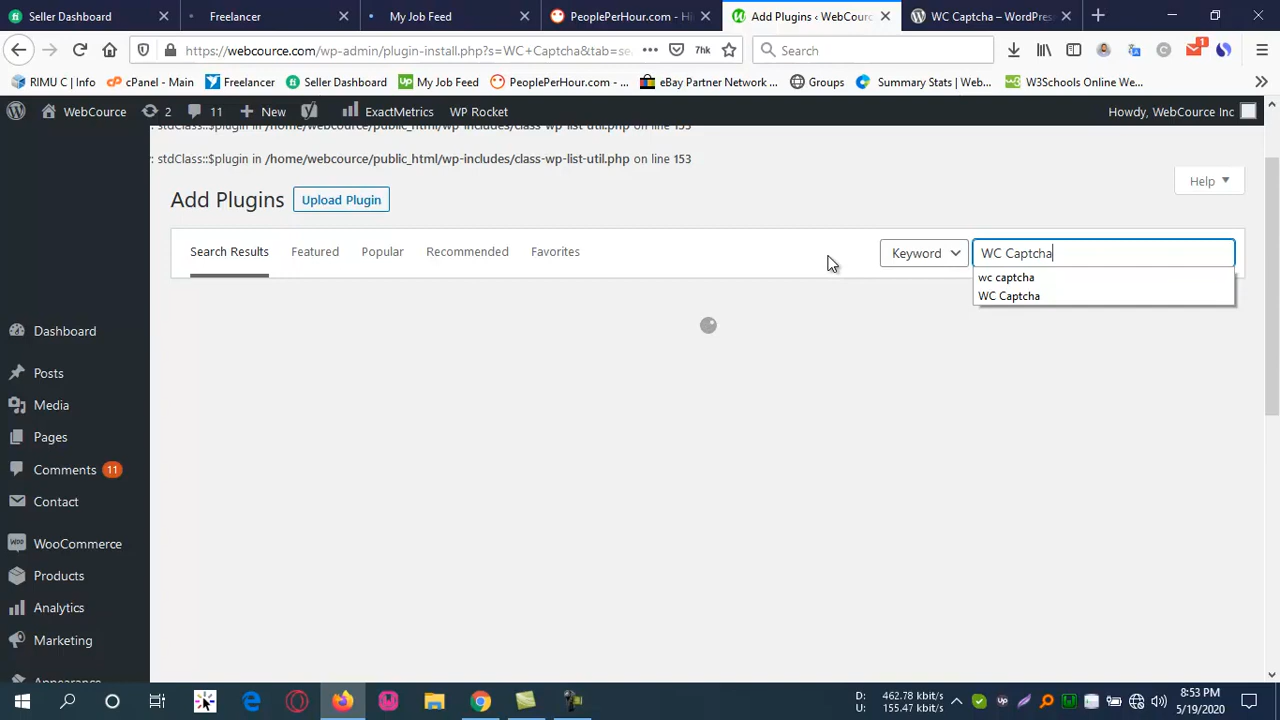 Seller Dashboard
Freelancer
My Job Feed
PeoplePerHour.com - Hi
Add Plugins ‹ WebCourc
WC Captcha – WordPres
https://webcource.com/wp-admin/plugin-install.php?s=WC+Captcha&tab=se
7hk
Search
1
RIMU C | Info
cPanel - Main
Freelancer
Seller Dashboard
My Job Feed
PeoplePerHour.com - ...
eBay Partner Network ...
Groups
Summary Stats | Web...
W3Schools Online We...
WebCource
2
11
New
ExactMetrics
WP Rocket
Howdy, WebCource Inc
: stdClass::$plugin in /home/webcource/public_html/wp-includes/class-wp-list-util.php on line 153
: stdClass::$plugin in /home/webcource/public_html/wp-includes/class-wp-list-util.php on line 153
Help
Add Plugins
Upload Plugin
Search Results
Featured
Popular
Recommended
Favorites
Keyword
WC Captcha
wc captcha
WC Captcha
Dashboard
Posts
Media
Pages
Comments 11
Contact
WooCommerce
Products
Analytics
Marketing
Appearance
D: 462.78 kbit/s
U: 155.47 kbit/s
8:53 PM
5/19/2020